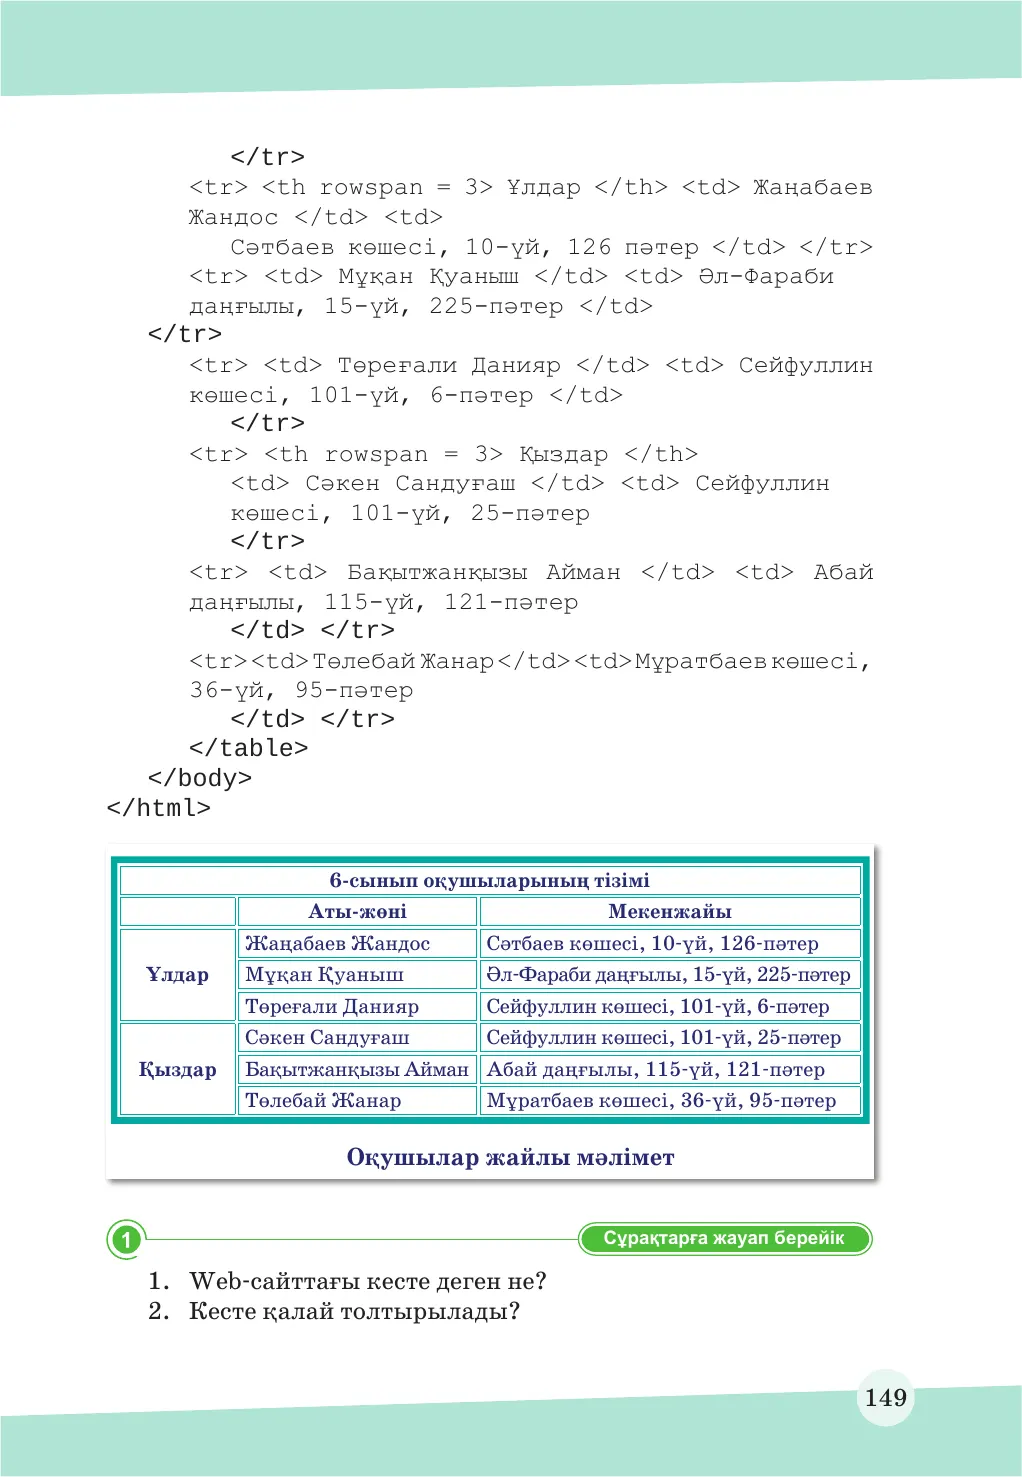 </tr>
<tr> <th rowspan = 3> Ұлдар </th> <td> Жаңабаев
Жандос </td> <td>
Сәтбаев көшесі, 10-үй, 126 пәтер </td> </tr>
<tr> <td> Мұқан Қуаныш </td> <td> Әл-Фараби
даңғылы, 15-үй, 225-пәтер </td>
</tr>
<tr> <td> Төреғали Данияр </td> <td> Сейфуллин
көшесі, 101-үй, 6-пәтер </td>
</tr>
<tr> <th rowspan = 3> Қыздар </th>
<td> Сәкен Сандуғаш </td> <td> Сейфуллин
көшесі, 101-үй, 25-пәтер
</tr>
<tr> <td> Бақытжанқызы Айман </td> <td> Абай
даңғылы, 115-үй, 121-пәтер
</td> </tr>
<tr><td>Төлебай Жанар</td><td>Мұратбаев көшесі,
36-үй, 95-пәтер
</td> </tr>
</table>
</body>
</html>
6-сынып оқушыларының тізімі
Аты-жөні Мекенжайы
Ұлдар
Жаңабаев Жандос Сәтбаев көшесі, 10-үй, 126-пәтер
Мұқан Қуаныш Әл-Фараби даңғылы, 15-үй, 225-пәтер
Төреғали Данияр Сейфуллин көшесі, 101-үй, 6-пәтер
Қыздар
Сәкен Сандуғаш Сейфуллин көшесі, 101-үй, 25-пәтер
Бақытжанқызы Айман Абай даңғылы, 115-үй, 121-пәтер
Төлебай Жанар Мұратбаев көшесі, 36-үй, 95-пәтер
Оқушылар жайлы мәлімет
1 Сұрақтарға жауап берейік
1. Web-сайттағы кесте деген не?
2. Кесте қалай толтырылады?
149